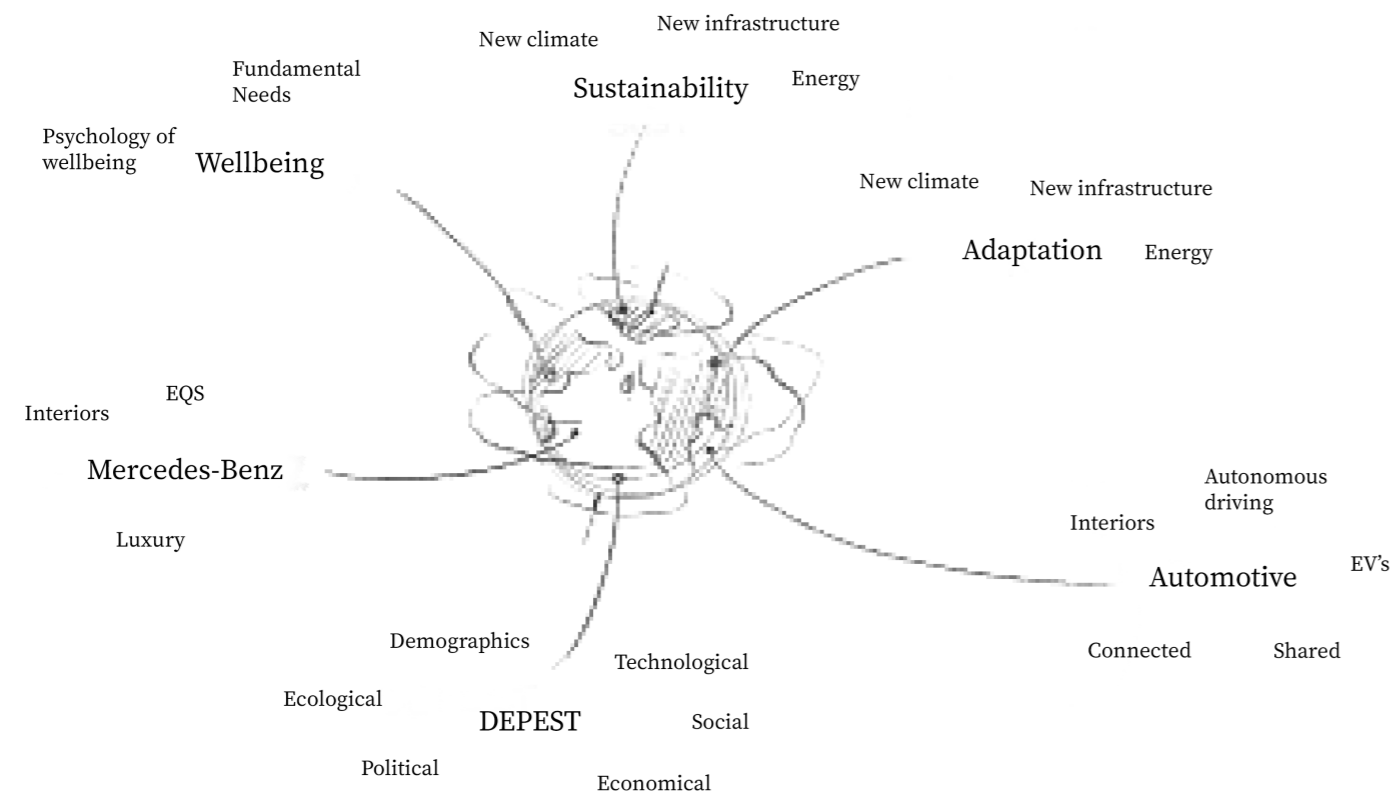 New infrastructure
New climate
Sustainability
Energy
Fundamental
Needs
Psychology of
wellbeing
Wellbeing
New climate
New infrastructure
Adaptation
Energy
EQS
Interiors
Mercedes-Benz
Luxury
Autonomous
driving
Interiors
EV’s
Automotive
Connected
Shared
Demographics
Technological
Ecological
DEPEST
Social
Political
Economical